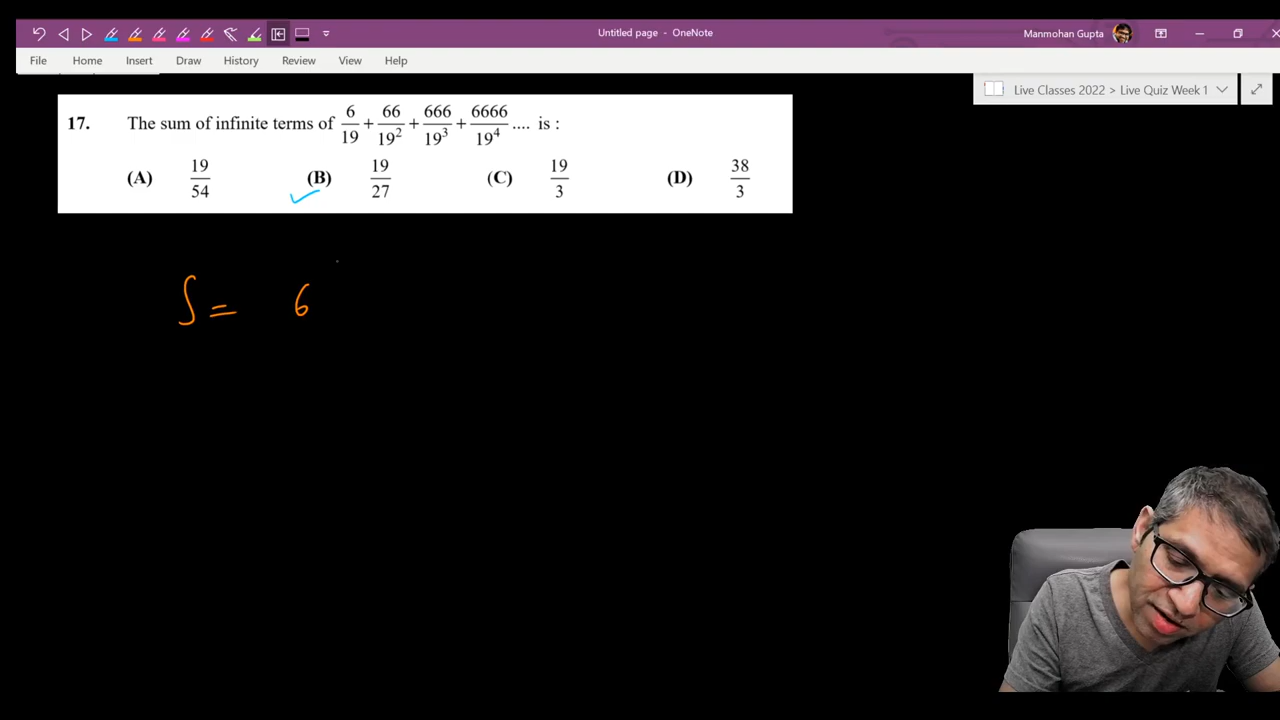 Untitled page - OneNote
Manmohan Gupta
File Home Insert Draw History Review View Help
Live Classes 2022 > Live Quiz Week 1
17. The sum of infinite terms of 6/19 + 66/19² + 666/19³ + 6666/19⁴ .... is :
(A) 19/54 (B) 19/27 (C) 19/3 (D) 38/3
S = 6